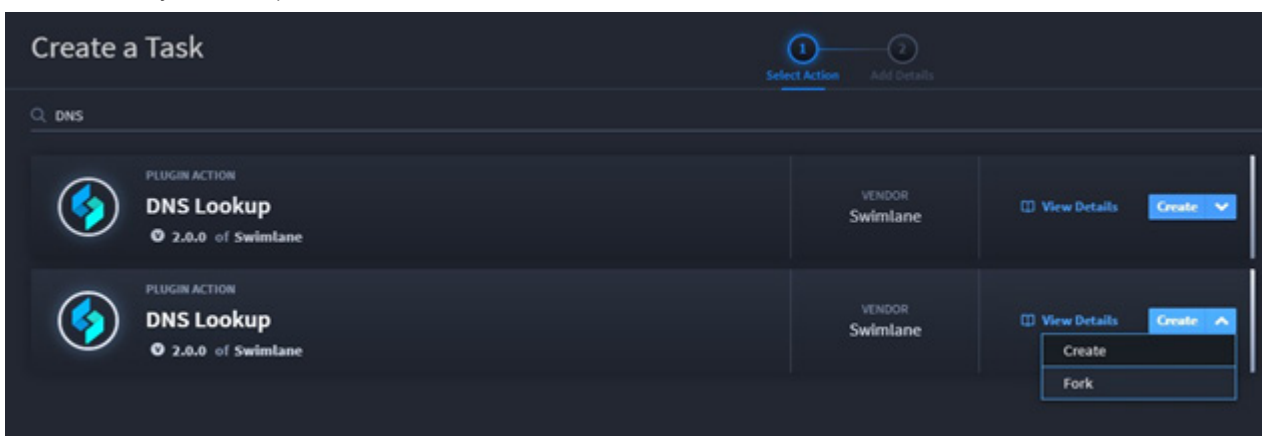 Create a Task
1
2
Select Action
Add Details
DNS
PLUGIN ACTION
DNS Lookup
2.0.0 of Swimlane
VENDOR
Swimlane
View Details
Create
PLUGIN ACTION
DNS Lookup
2.0.0 of Swimlane
VENDOR
Swimlane
View Details
Create
Create
Fork